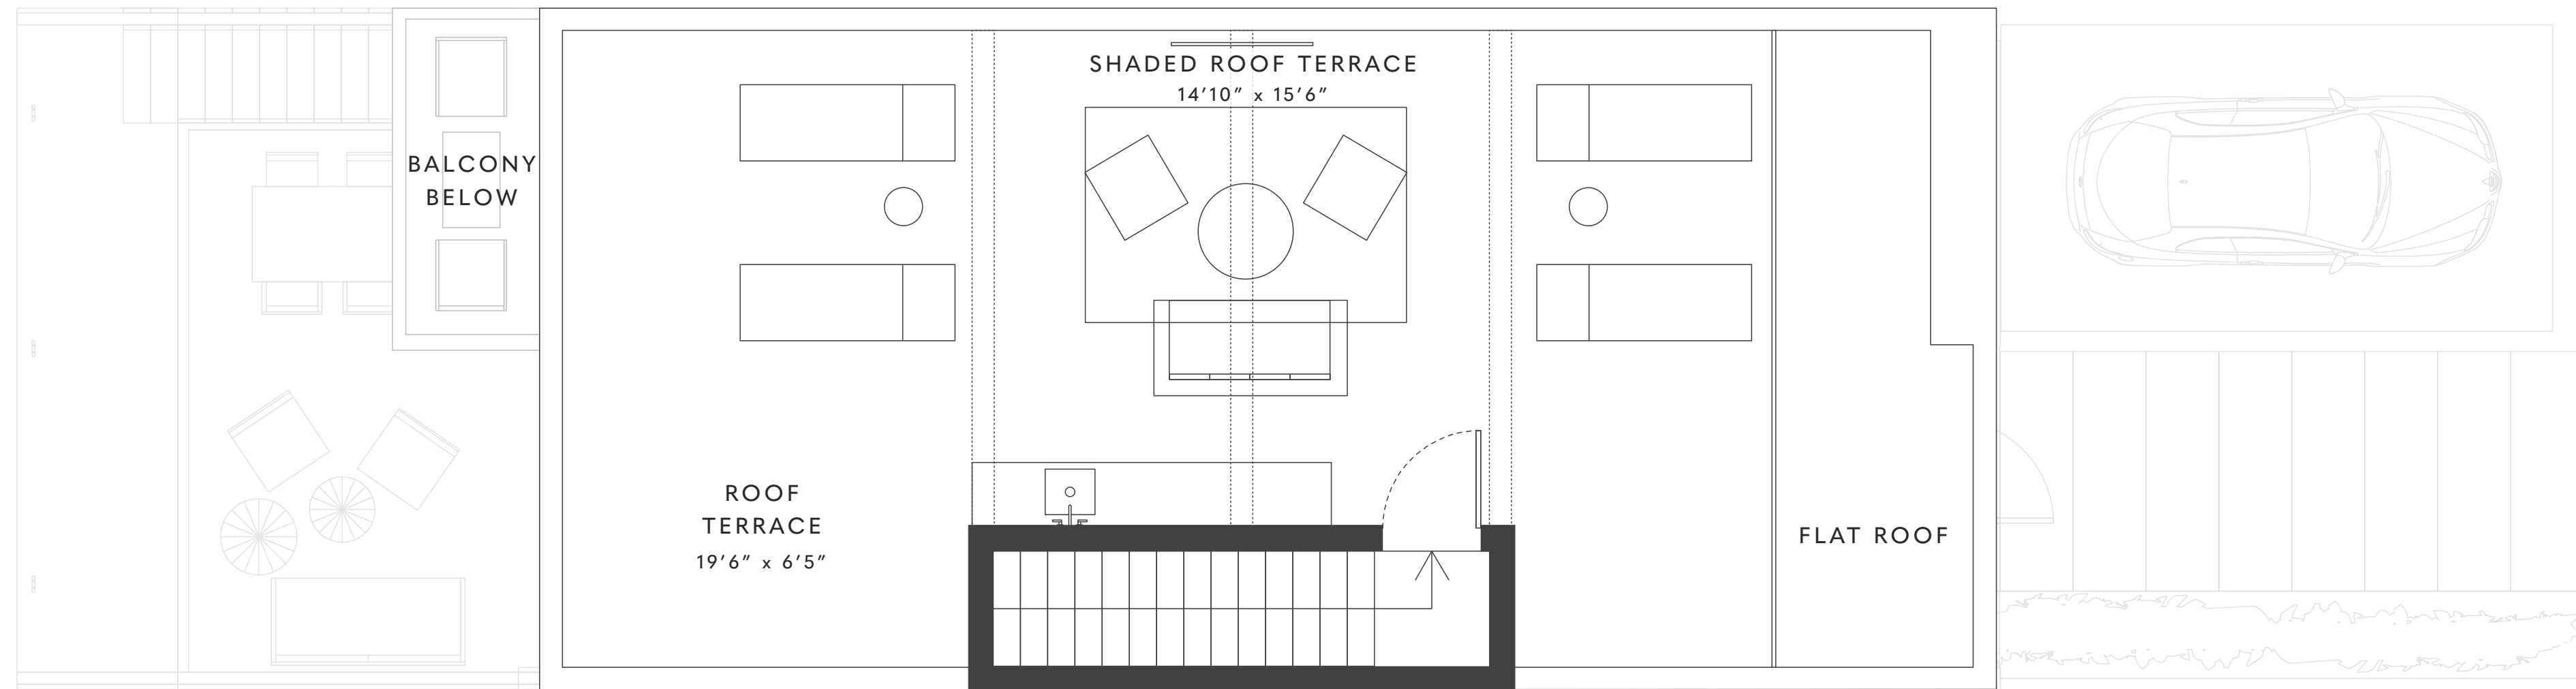 SHADED ROOF TERRACE
14′10″ x 15′6″
BALCONY
BELOW
ROOF
TERRACE
19′6″ x 6′5″
FLAT ROOF